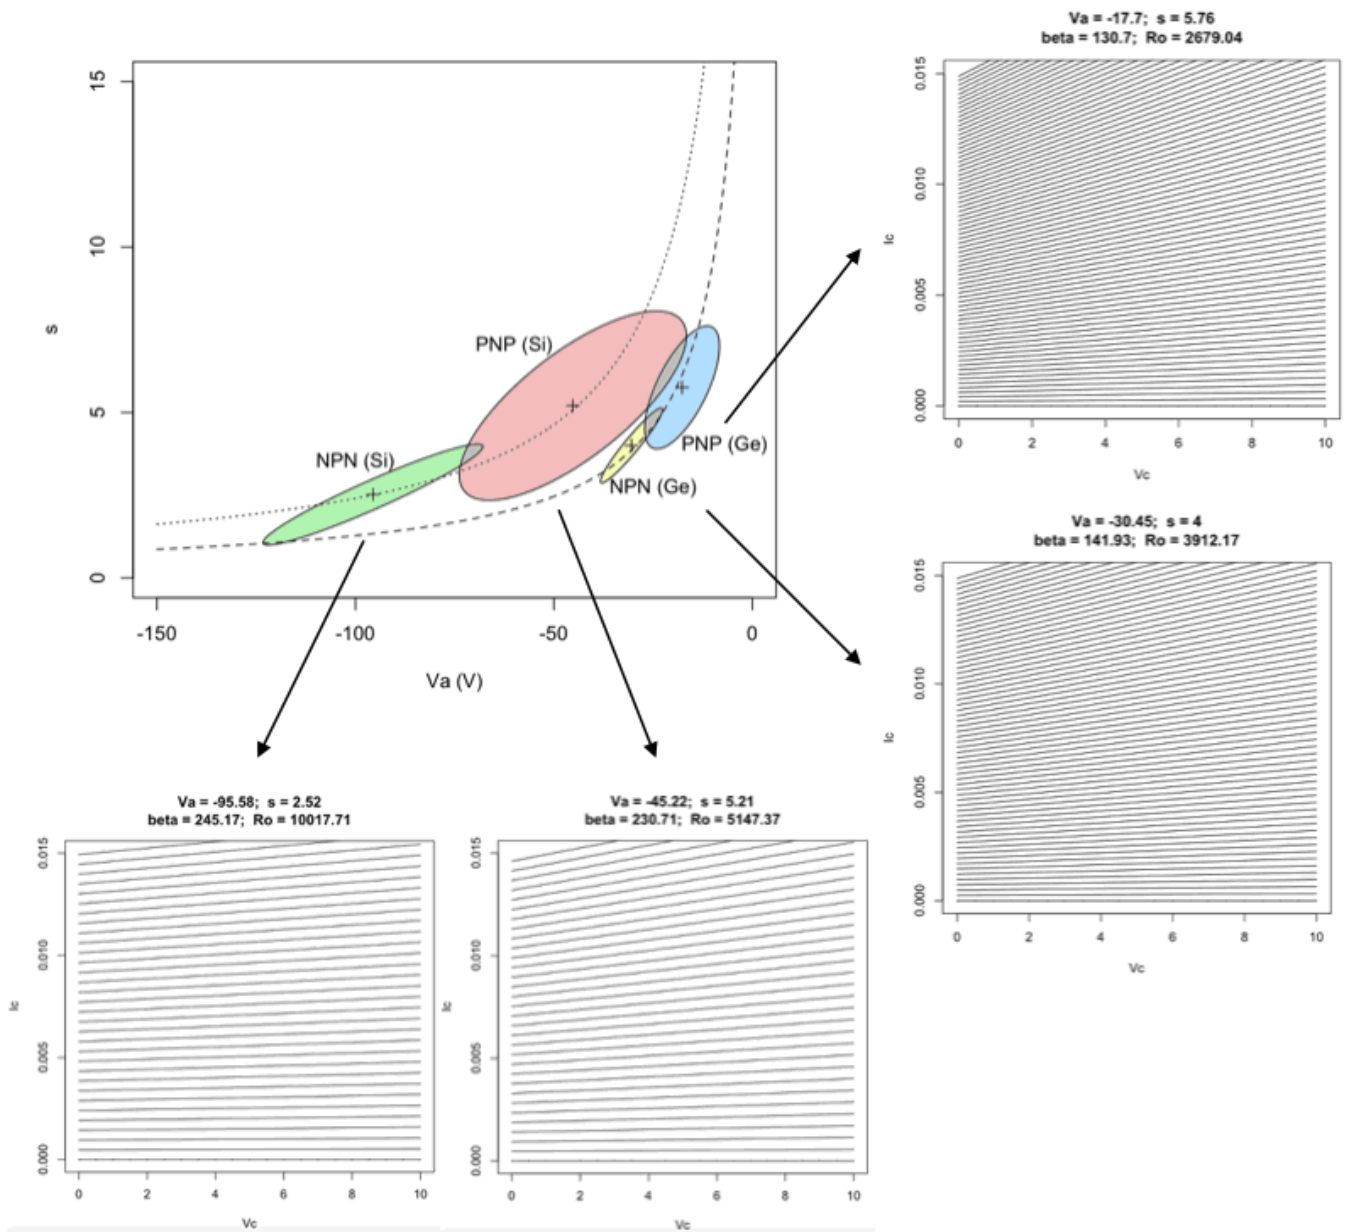 15
10
5
0
s
PNP (Si)
NPN (Si)
PNP (Ge)
NPN (Ge)
-150 -100 -50 0
Va (V)
Va = -17.7; s = 5.76
beta = 130.7; Ro = 2679.04
0.015
0.010
0.005
0.000
Ic
0 2 4 6 8 10
Vc
Va = -30.45; s = 4
beta = 141.93; Ro = 3912.17
0.015
0.010
0.005
0.000
Ic
0 2 4 6 8 10
Vc
Va = -95.58; s = 2.52
beta = 245.17; Ro = 10017.71
0.015
0.010
0.005
0.000
Ic
0 2 4 6 8 10
Vc
Va = -45.22; s = 5.21
beta = 230.71; Ro = 5147.37
0.015
0.010
0.005
0.000
Ic
0 2 4 6 8 10
Vc